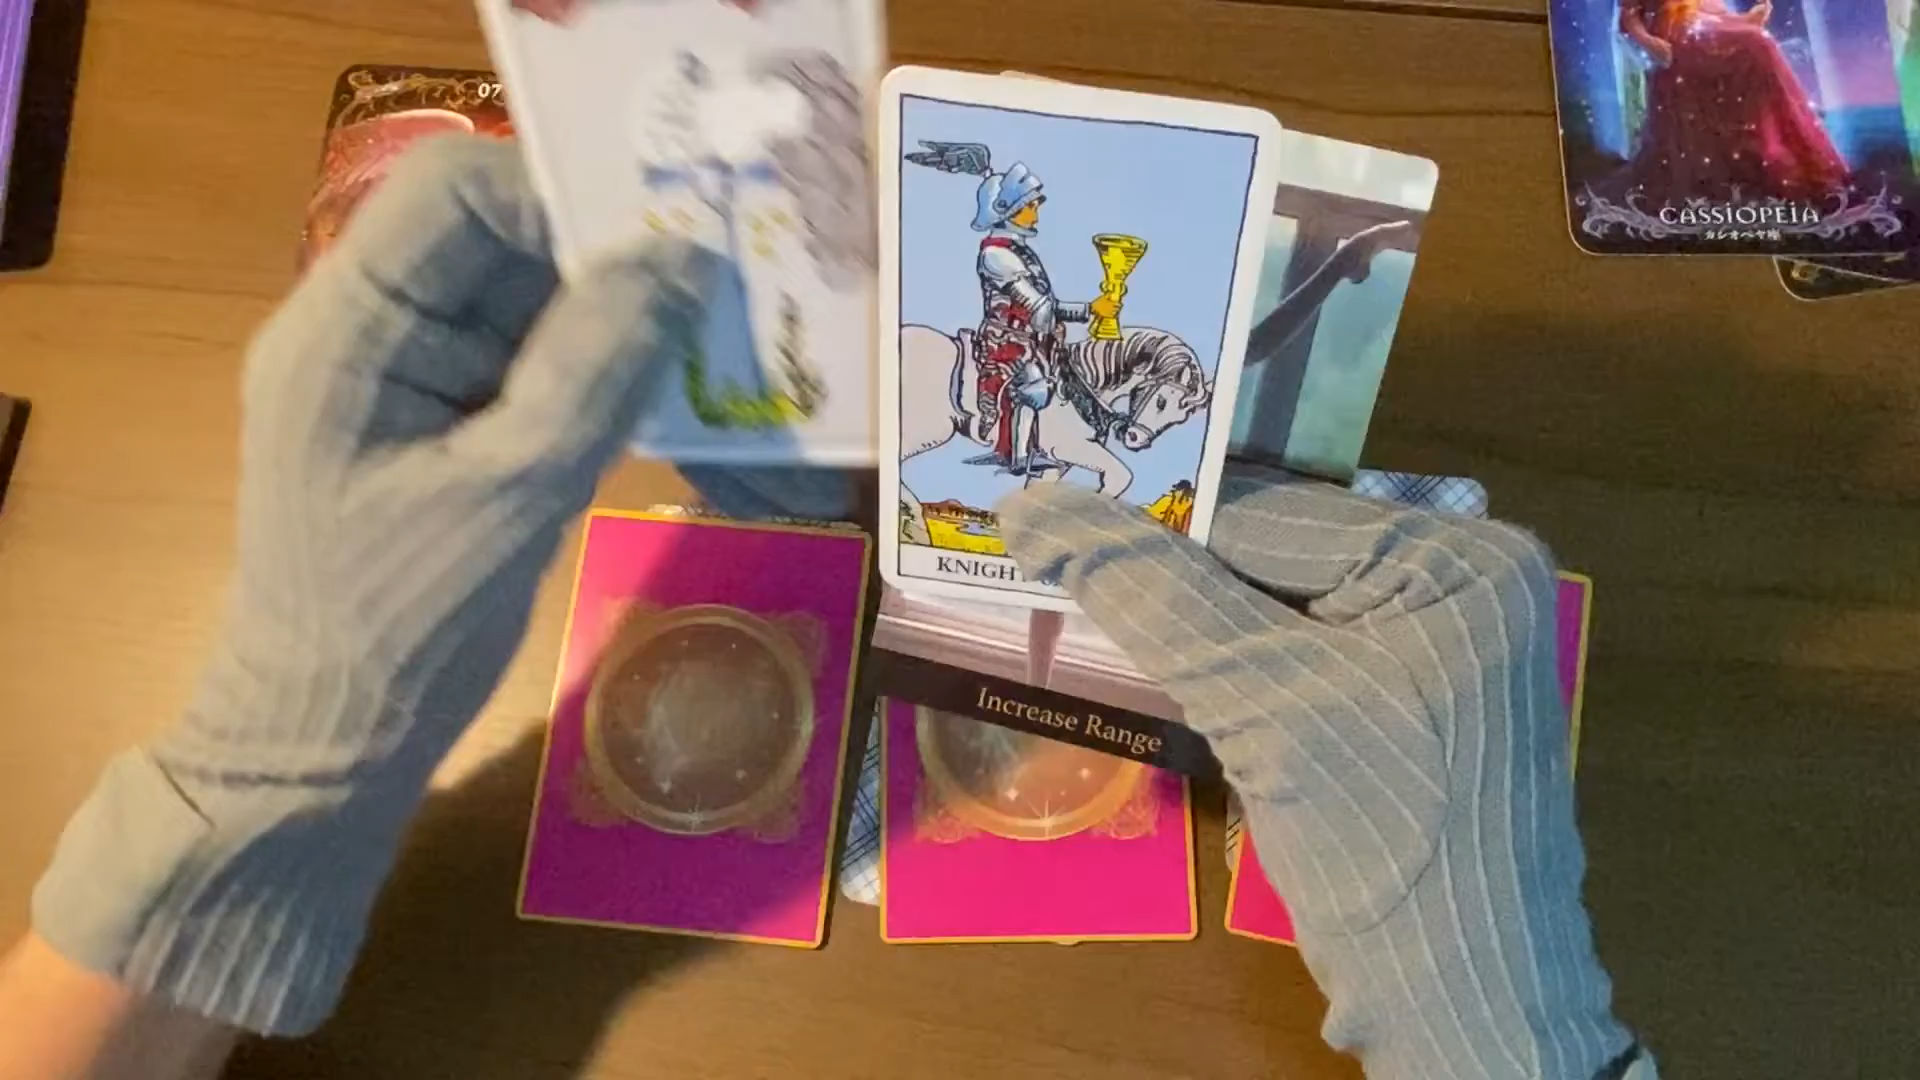 07
CASSIOPEIA
カシオペヤ座
KNIGHT
Increase Range